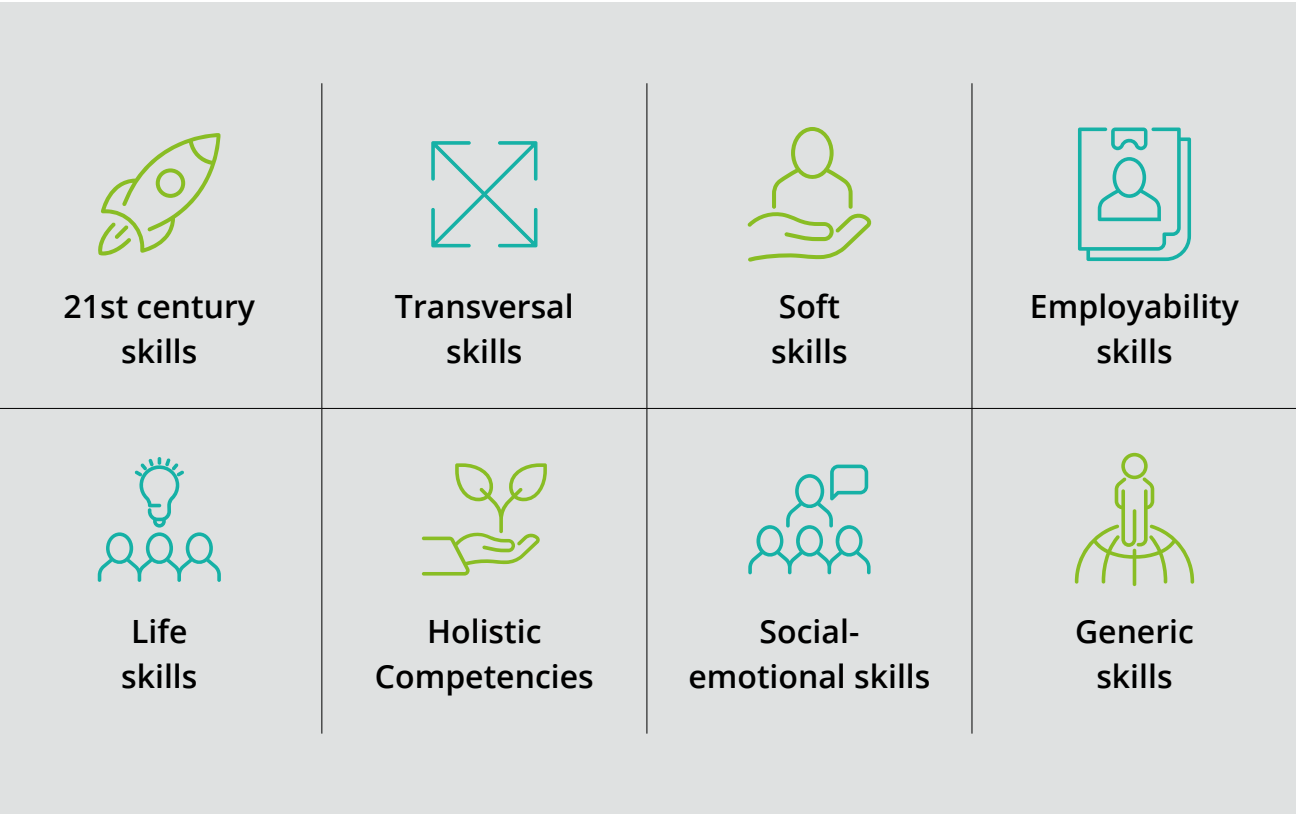 21st century
skills
Transversal
skills
Soft
skills
Employability
skills
Life
skills
Holistic
Competencies
Social-
emotional skills
Generic
skills